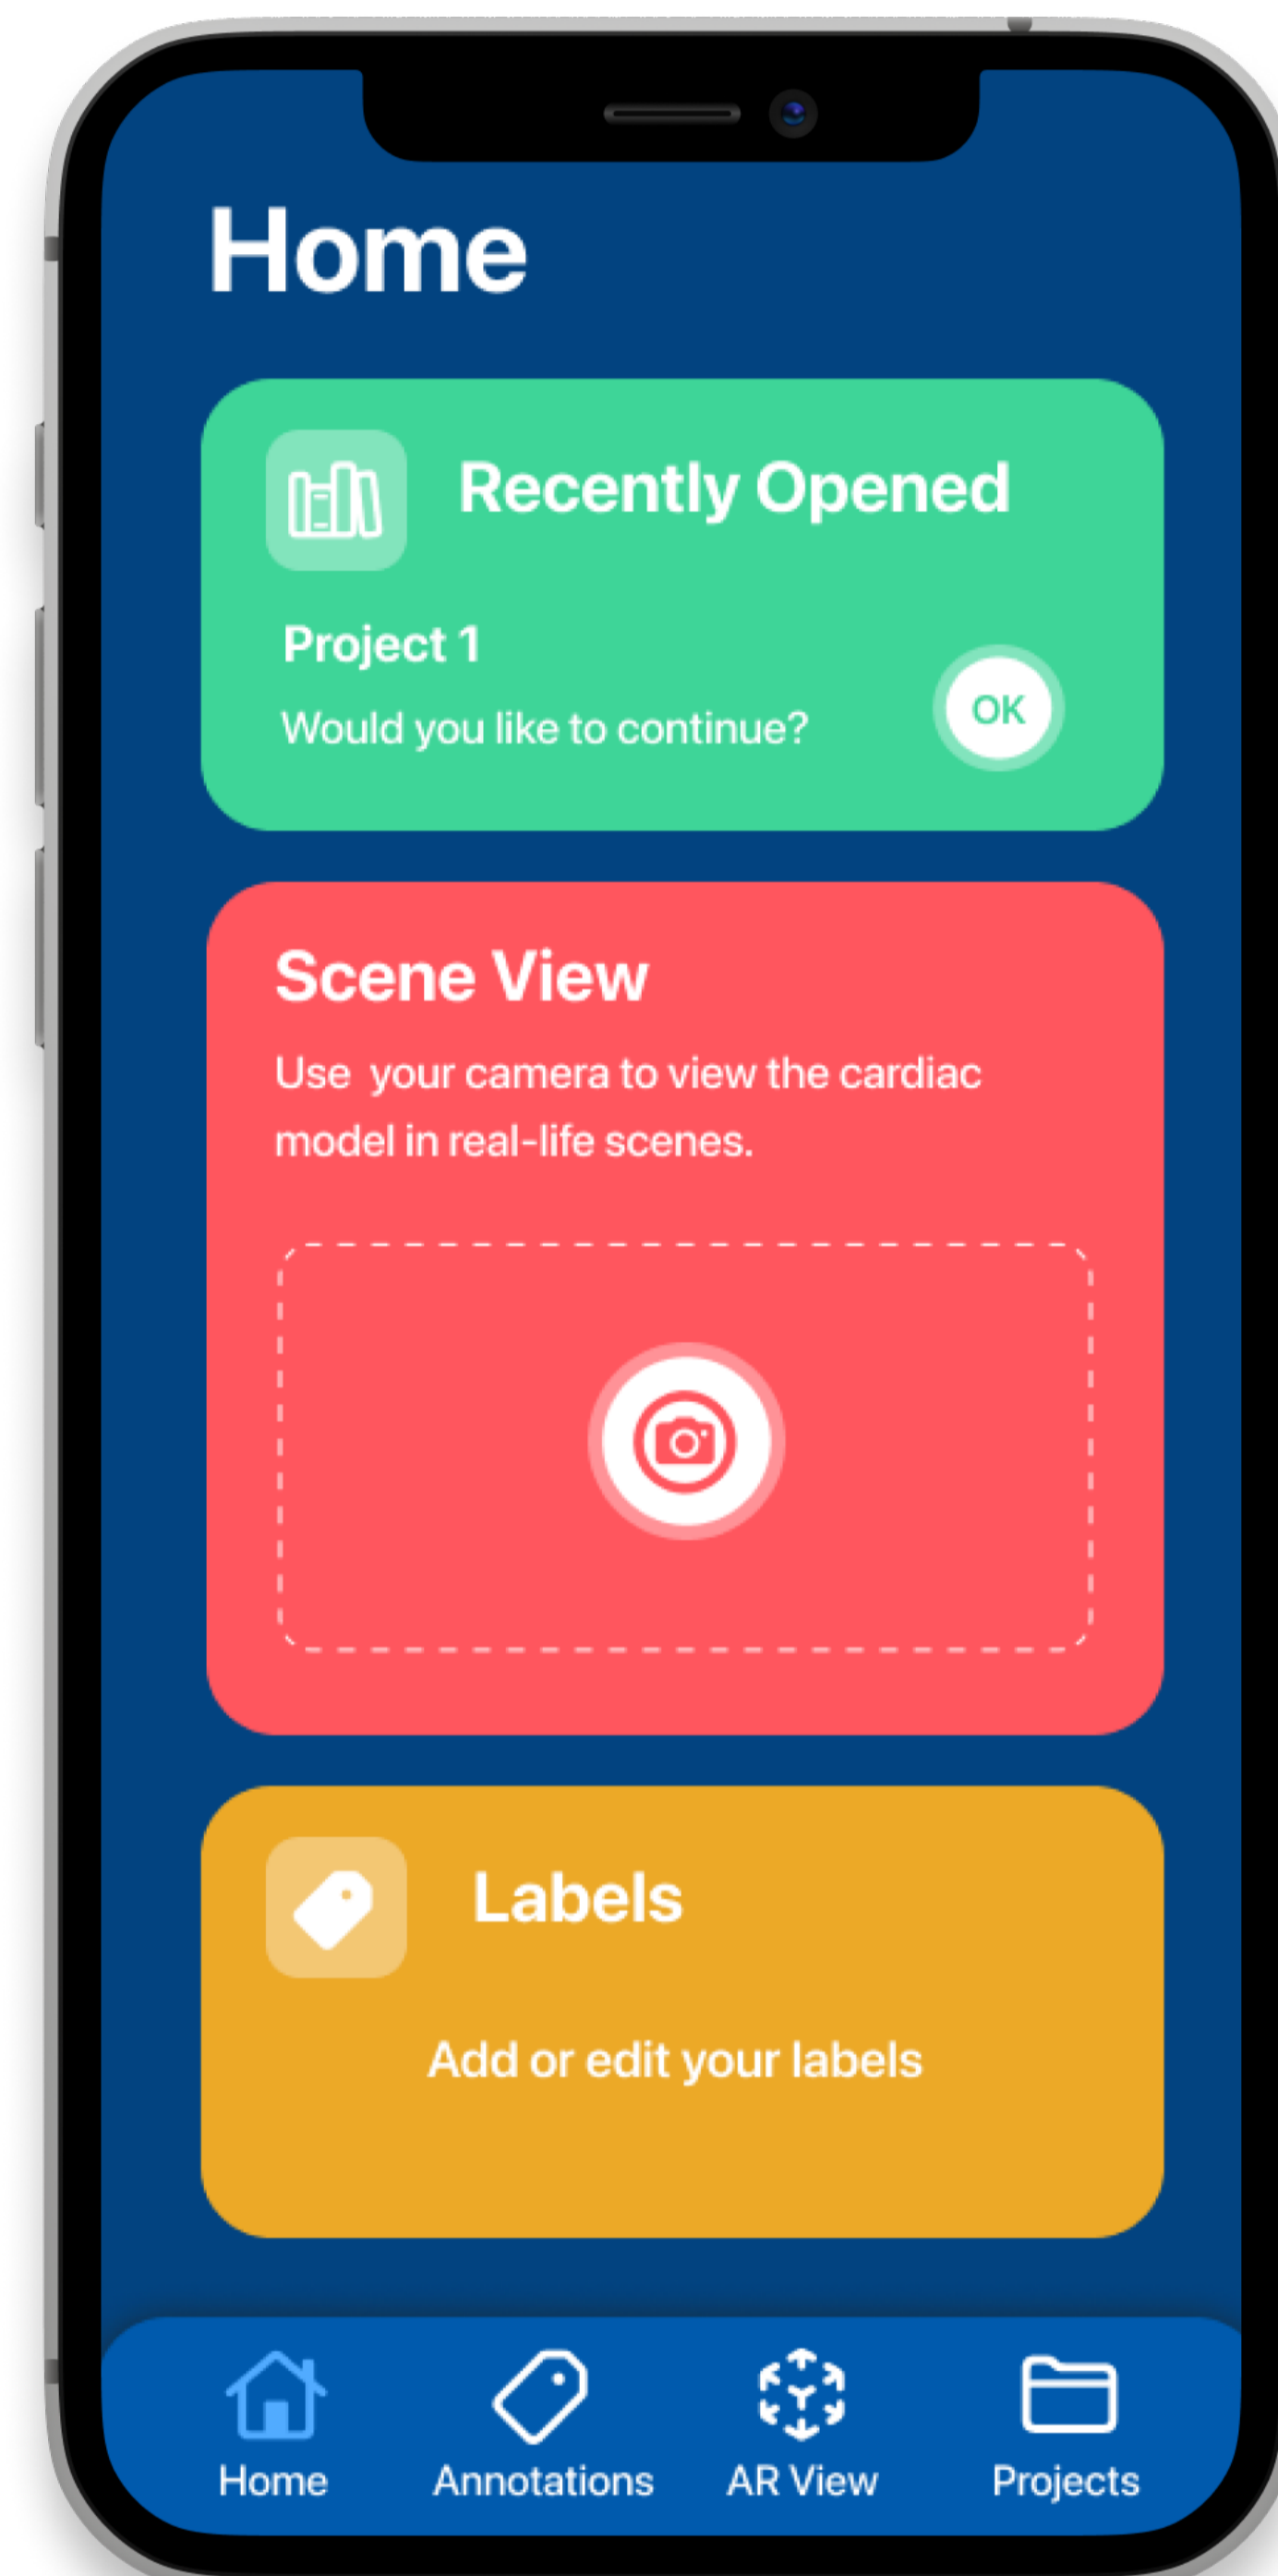 Home
Recently Opened
Project 1
Would you like to continue?
OK
Scene View
Use  your camera to view the cardiac
model in real-life scenes.
Labels
Add or edit your labels
Home
Annotations
AR View
Projects